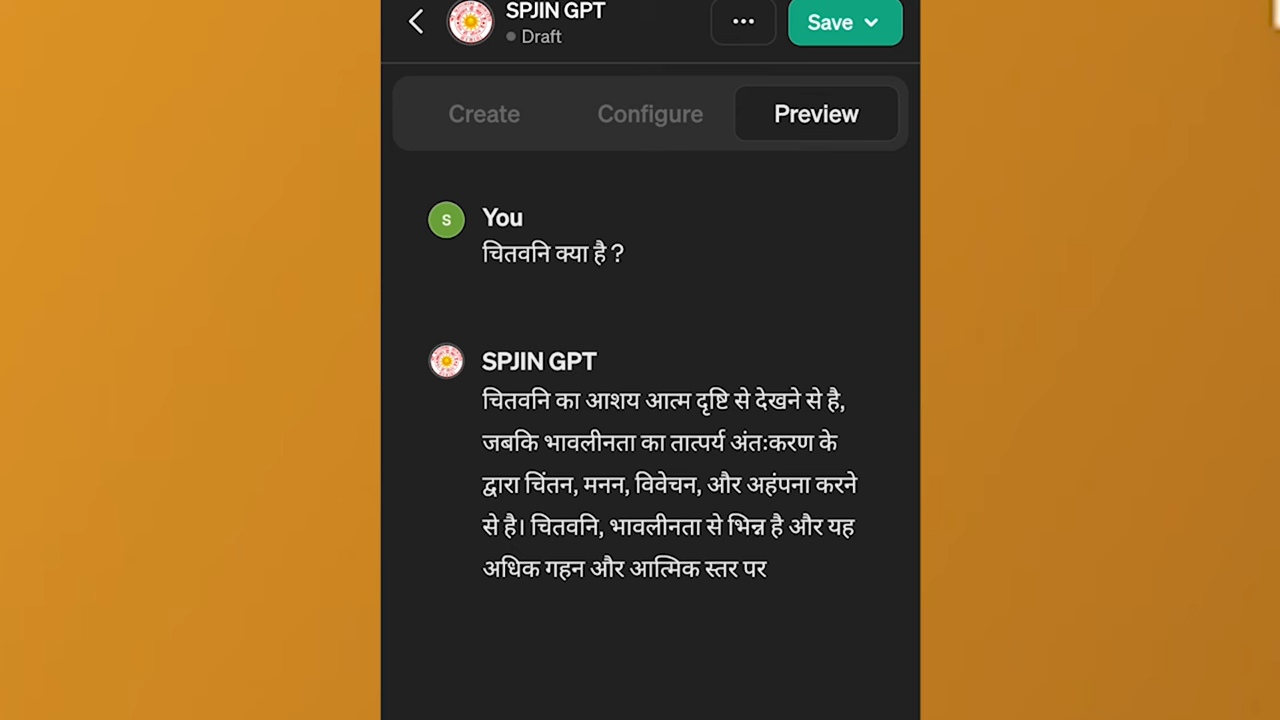 SPJIN GPT
Draft
...
Save
Create
Configure
Preview
S
You
चितवनि क्या है ?
SPJIN GPT
चितवनि का आशय आत्म दृष्टि से देखने से है,
जबकि भावलीनता का तात्पर्य अंतःकरण के
द्वारा चिंतन, मनन, विवेचन, और अहंपना करने
से है। चितवनि, भावलीनता से भिन्न है और यह
अधिक गहन और आत्मिक स्तर पर